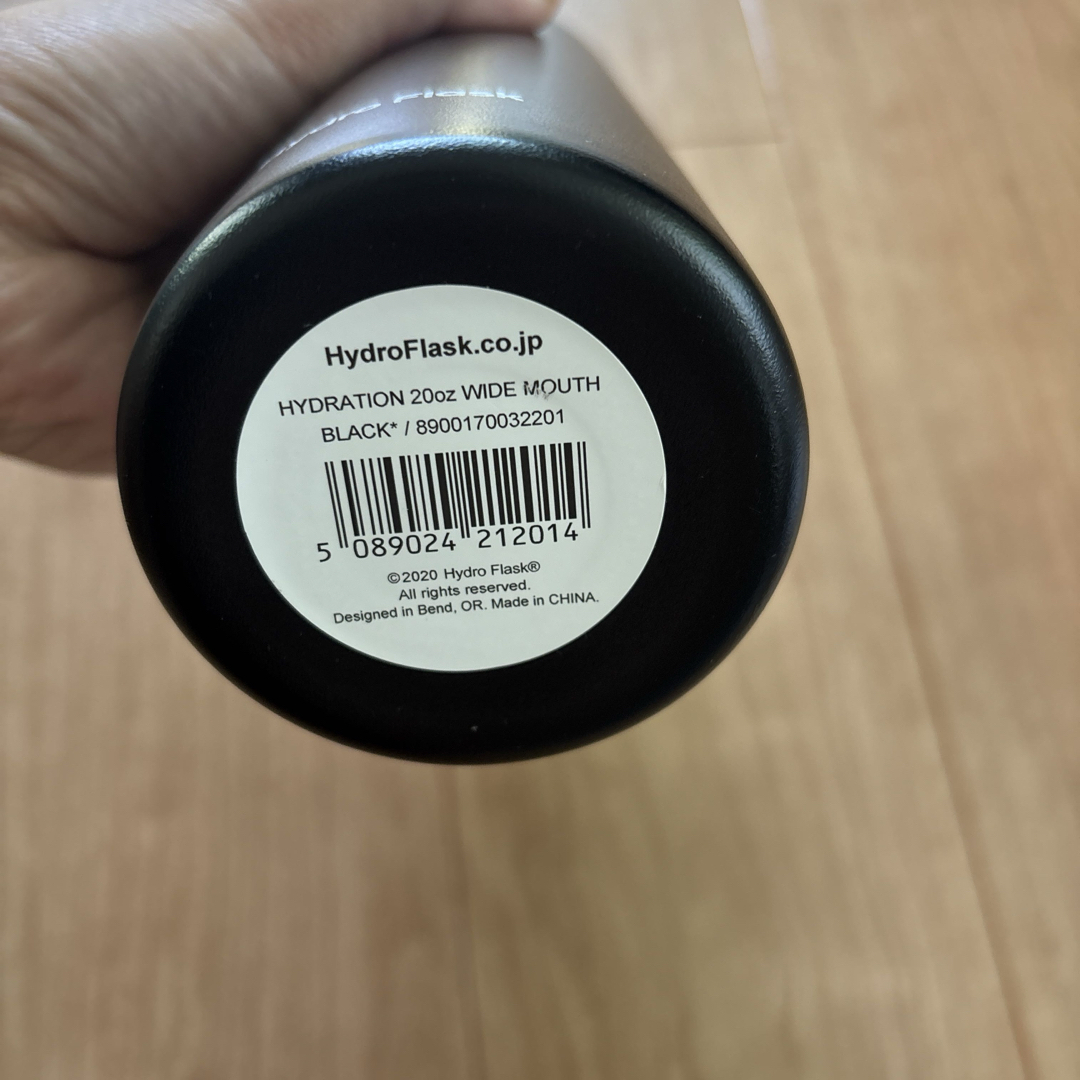 Flask
HydroFlask.co.jp
HYDRATION 20oz WIDE MOUTH
BLACK* / 8900170032201
5 089024 212014
©2020 Hydro Flask®
All rights reserved.
Designed in Bend, OR. Made in CHINA.